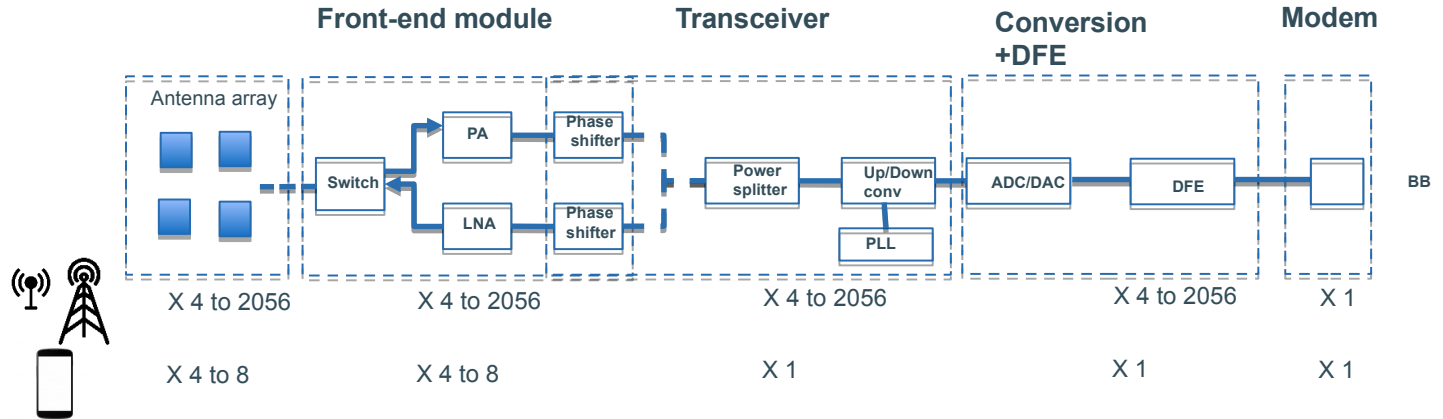 Front-end module
Transceiver
Conversion
+DFE
Modem
Antenna array
PA
Phase
shifter
Switch
LNA
Phase
shifter
Power
splitter
Up/Down
conv
PLL
ADC/DAC
DFE
BB
X 4 to 2056
X 4 to 2056
X 4 to 2056
X 4 to 2056
X 1
X 4 to 8
X 4 to 8
X 1
X 1
X 1